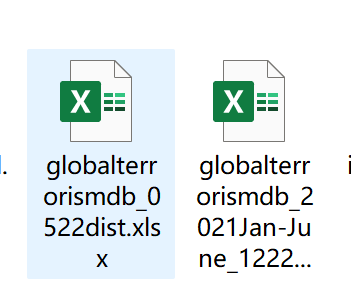 X
X
globalterr
orismdb_0
522dist.xls
x
globalterr
orismdb_2
021Jan-Ju
ne_1222...